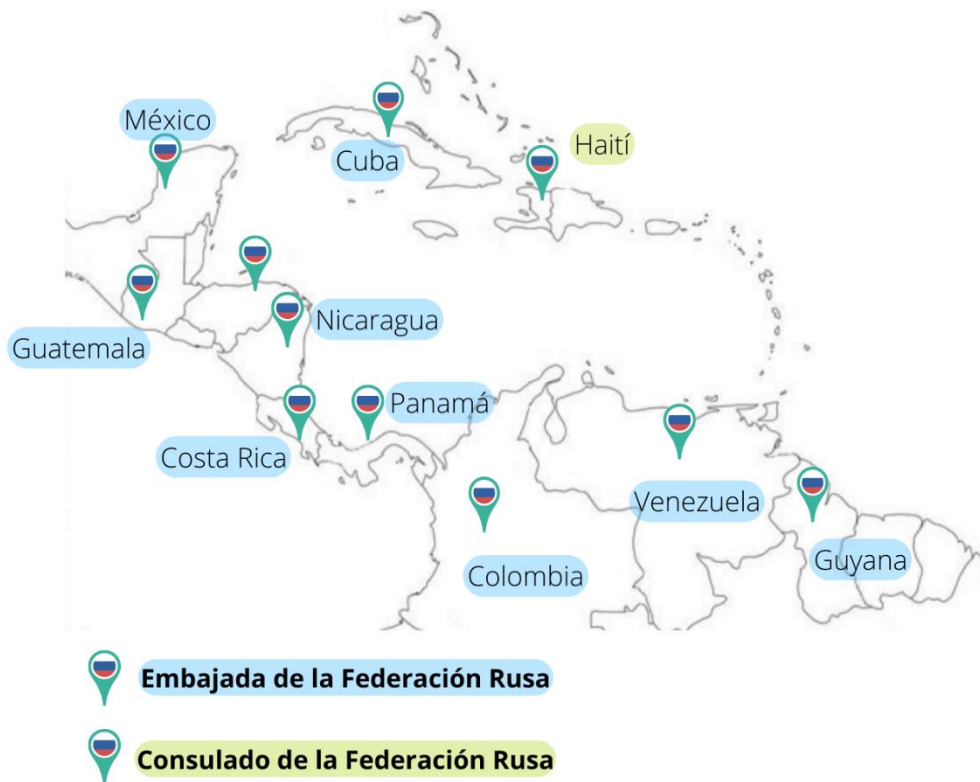 México
Cuba
Haití
Nicaragua
Guatemala
Panamá
Costa Rica
Venezuela
Colombia
Guyana
Embajada de la Federación Rusa
Consulado de la Federación Rusa